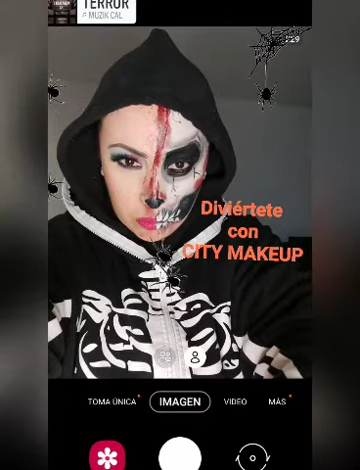 TERROR
MUZIK CAL
Diviértete
con
CITY MAKEUP
TOMA ÚNICA
IMAGEN
VIDEO
MÁS